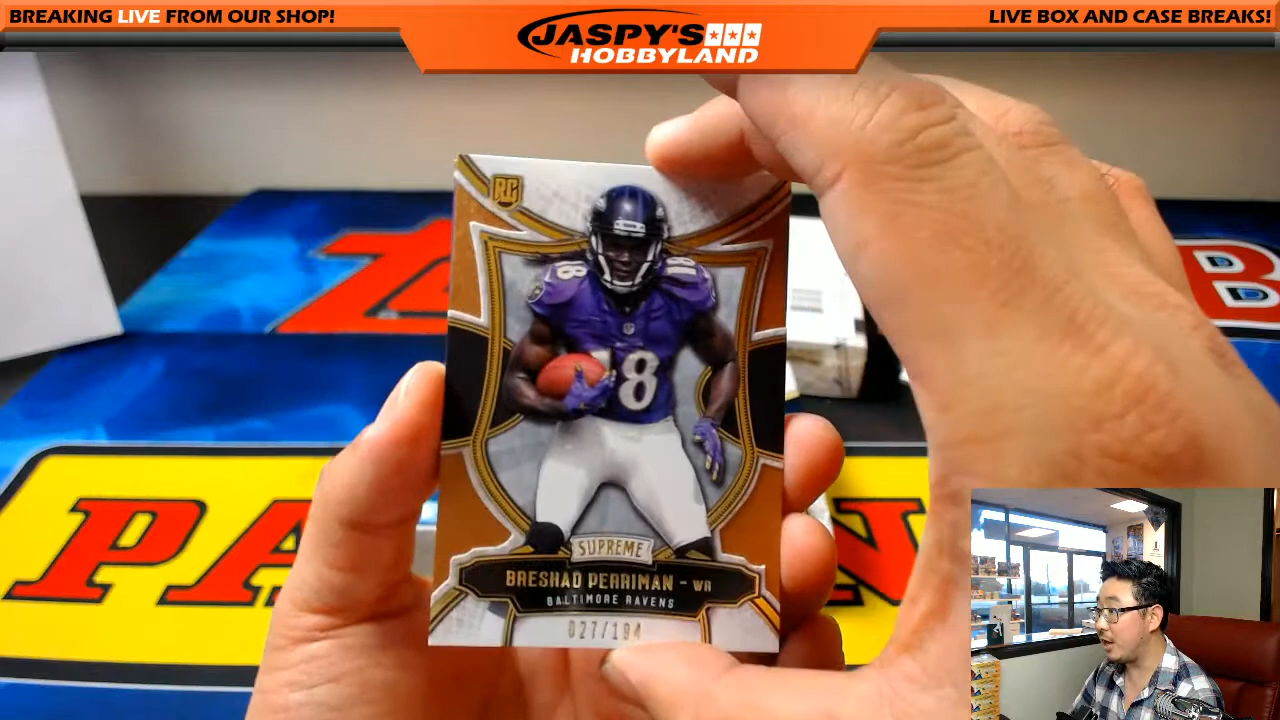 BREAKING LIVE FROM OUR SHOP!
JASPY'S
HOBBYLAND
LIVE BOX AND CASE BREAKS!
RC
18 18
18
SUPREME
BRESHAD PERRIMAN - WR
BALTIMORE RAVENS
027/194